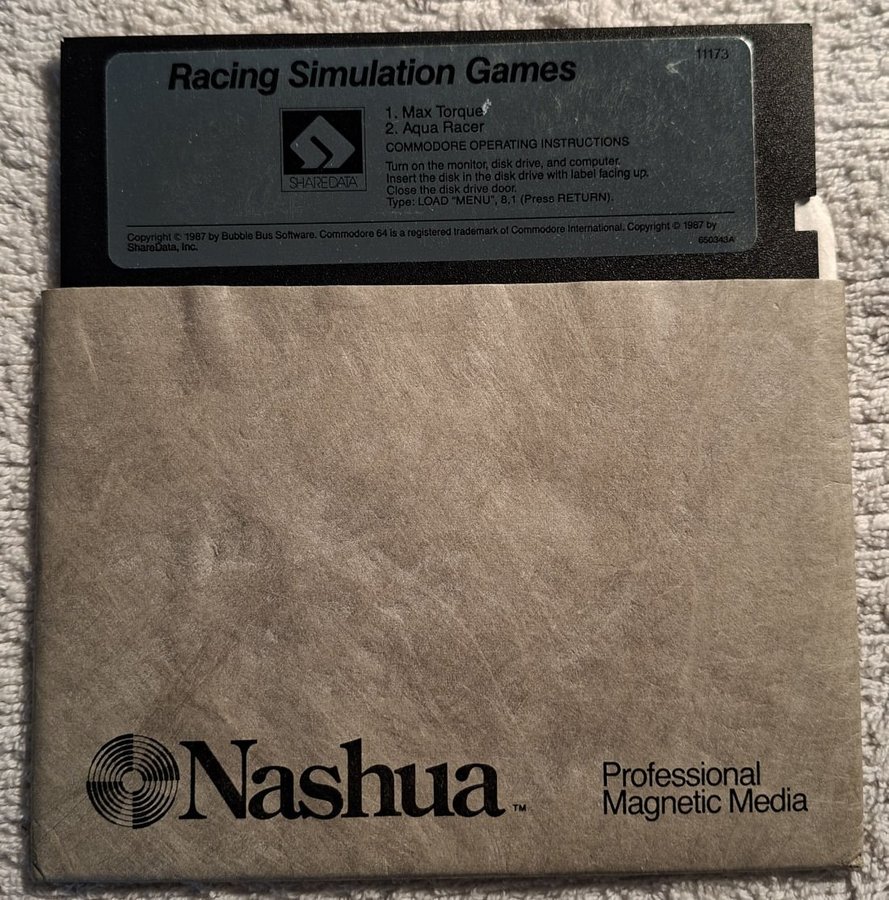 Racing Simulation Games
11173
1. Max Torque
2. Aqua Racer
COMMODORE OPERATING INSTRUCTIONS
Turn on the monitor, disk drive, and computer.
Insert the disk in the disk drive with label facing up.
Close the disk drive door.
Type: LOAD "MENU", 8,1 (Press RETURN).
SHAREDATA
Copyright © 1987 by Bubble Bus Software. Commodore 64 is a registered trademark of Commodore International. Copyright © 1987 by
ShareData, Inc.
650343A
Nashua™
Professional
Magnetic Media